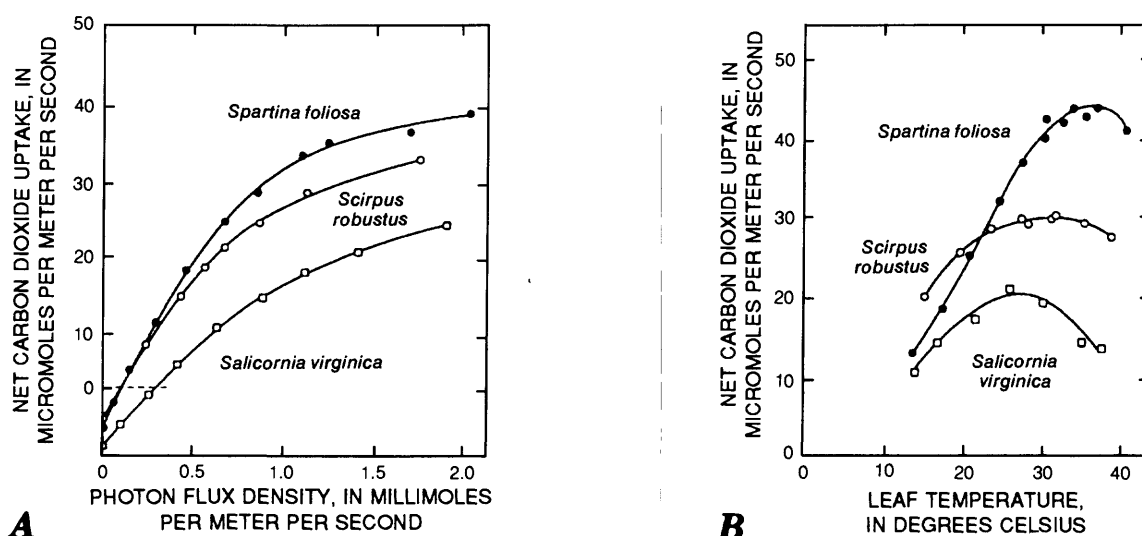 NET CARBON DIOXIDE UPTAKE, IN
MICROMOLES PER METER PER SECOND
50
40
30
20
10
0
Spartina foliosa
Scirpus
robustus
Salicornia virginica
0 0.5 1.0 1.5 2.0
PHOTON FLUX DENSITY, IN MILLIMOLES
PER METER PER SECOND
A
NET CARBON DIOXIDE UPTAKE, IN
MICROMOLES PER METER PER SECOND
50
40
30
20
10
0
Spartina foliosa
Scirpus
robustus
Salicornia
virginica
0 10 20 30 40
LEAF TEMPERATURE,
IN DEGREES CELSIUS
B